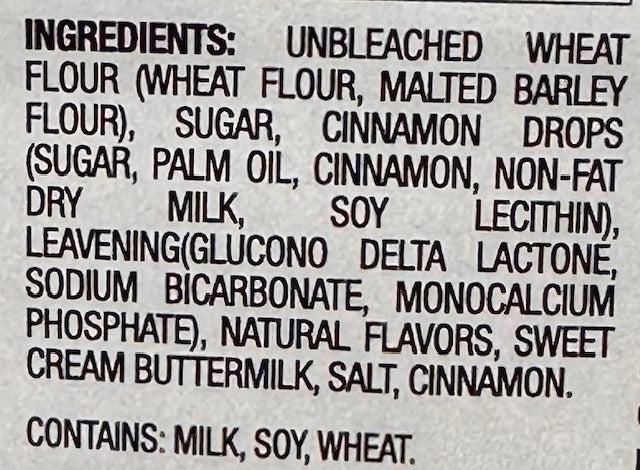 INGREDIENTS: UNBLEACHED WHEAT
FLOUR (WHEAT FLOUR, MALTED BARLEY
FLOUR), SUGAR, CINNAMON DROPS
(SUGAR, PALM OIL, CINNAMON, NON-FAT
DRY MILK, SOY LECITHIN),
LEAVENING(GLUCONO DELTA LACTONE,
SODIUM BICARBONATE, MONOCALCIUM
PHOSPHATE), NATURAL FLAVORS, SWEET
CREAM BUTTERMILK, SALT, CINNAMON.
CONTAINS: MILK, SOY, WHEAT.